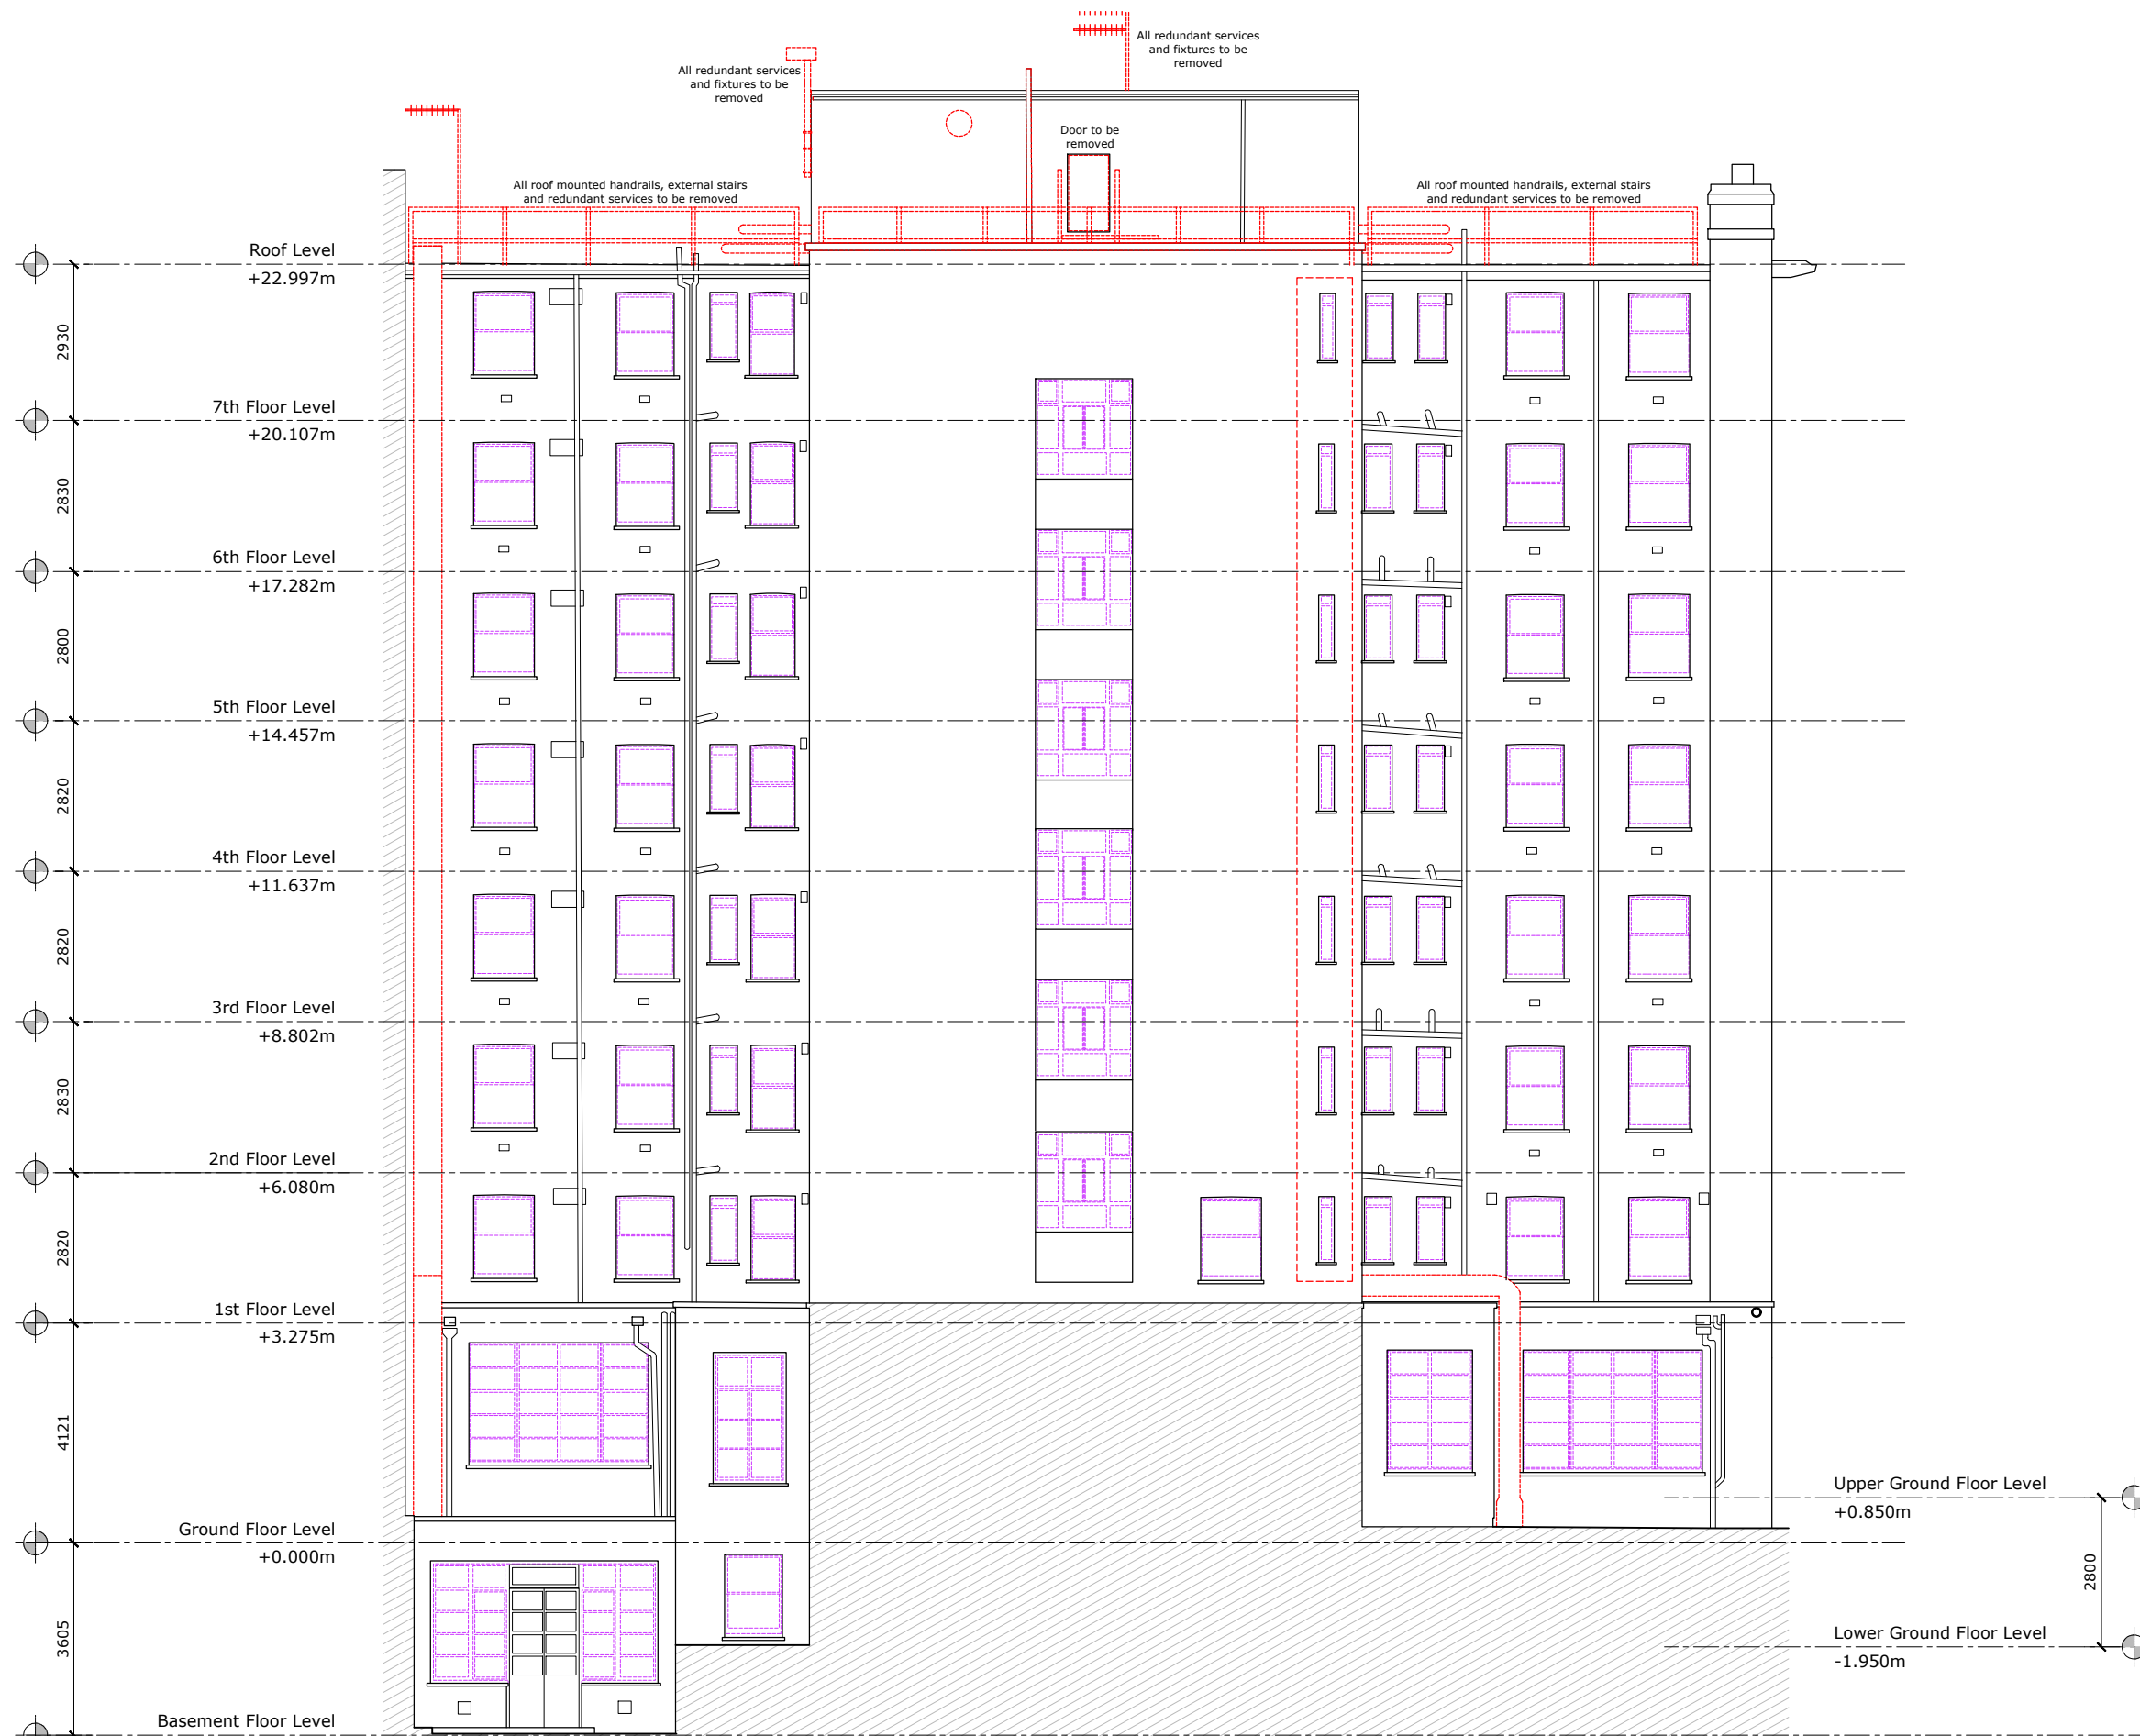 All redundant services
and fixtures to be
removed
All redundant services
and fixtures to be
removed
Door to be
removed
All roof mounted handrails, external stairs
and redundant services to be removed
All roof mounted handrails, external stairs
and redundant services to be removed
Roof Level
+22.997m
2930
7th Floor Level
+20.107m
2830
6th Floor Level
+17.282m
2800
5th Floor Level
+14.457m
2820
4th Floor Level
+11.637m
2820
3rd Floor Level
+8.802m
2830
2nd Floor Level
+6.080m
2820
1st Floor Level
+3.275m
4121
Upper Ground Floor Level
+0.850m
Ground Floor Level
+0.000m
2800
3605
Lower Ground Floor Level
-1.950m
Basement Floor Level